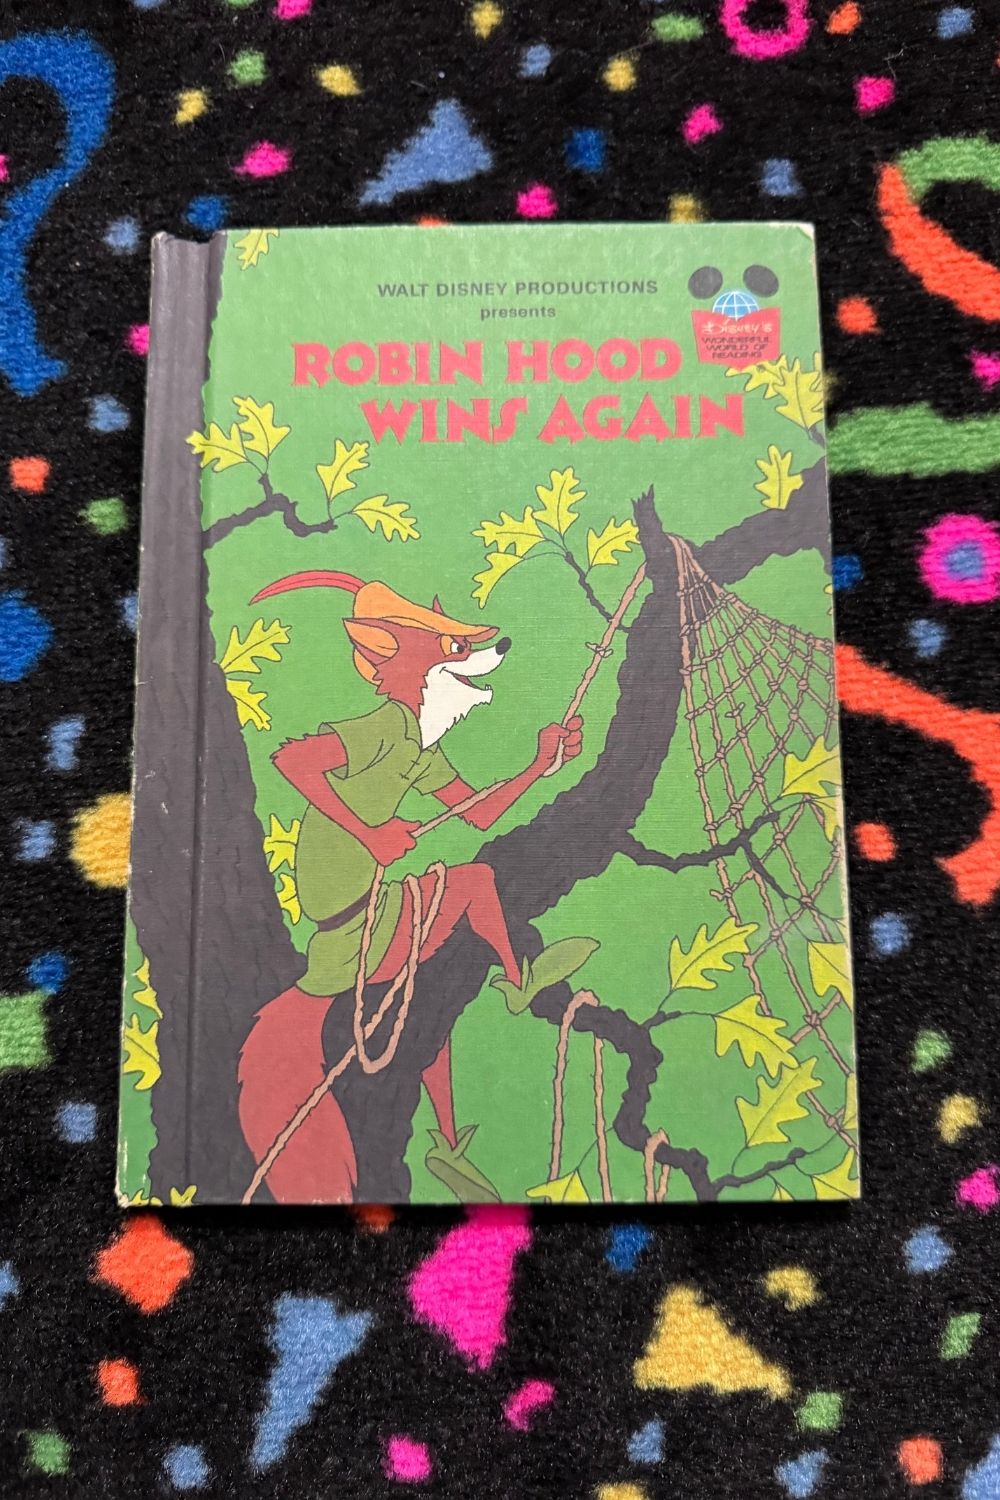 WALT DISNEY PRODUCTIONS
presents
ROBIN HOOD
WINS AGAIN
DISNEY'S
WONDERFUL
WORLD OF
READING